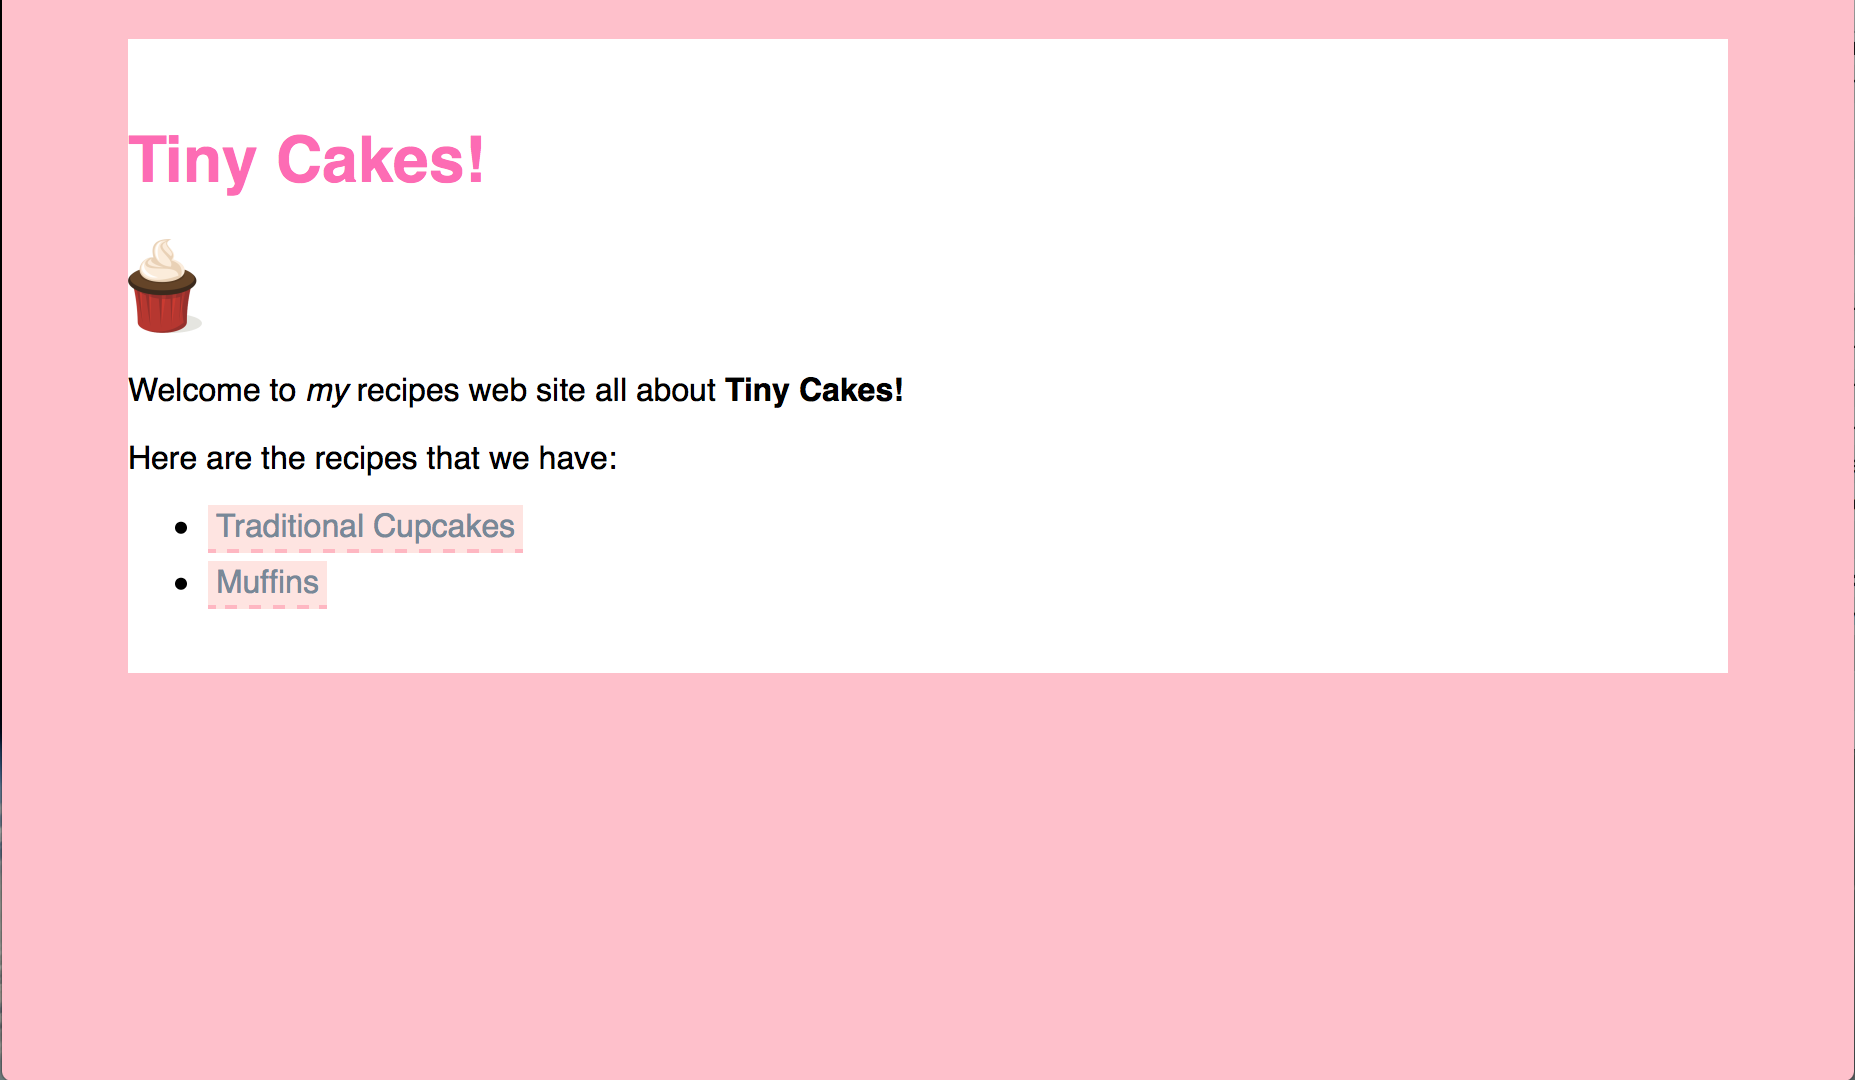 Tiny Cakes!
Welcome to my recipes web site all about Tiny Cakes!
Here are the recipes that we have:
Traditional Cupcakes
Muffins